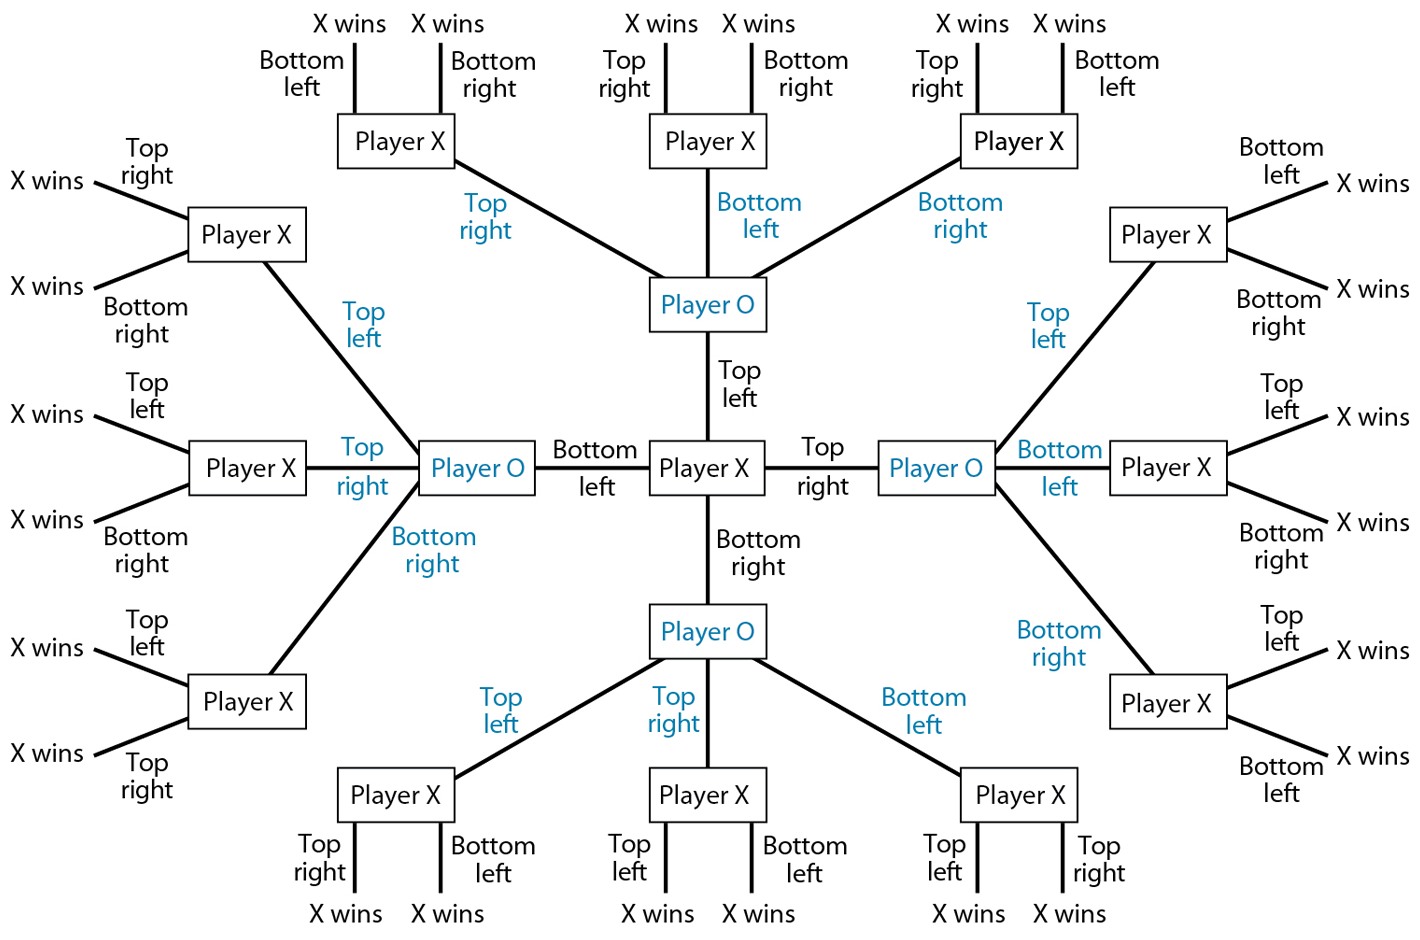 X wins X wins X wins X wins X wins X wins
Bottom
left
Bottom
right
Top
right
Bottom
right
Top
right
Bottom
left
Player X
Player X
Player X
Top
right
X wins
Player X
X wins
Bottom
right
Top
right
Bottom
left
Bottom
right
Bottom
left
X wins
Player X
X wins
Bottom
right
Top
left
Player O
Top
left
Top
left
Top
left
X wins
Player X
X wins
Bottom
right
Top
right
Player O
Bottom
left
Player X
Top
right
Player O
Bottom
left
Player X
Top
left
X wins
X wins
Bottom
right
Bottom
right
Bottom
right
Top
left
X wins
Player X
X wins
Top
right
Player O
Bottom
right
Top
left
X wins
Player X
X wins
Bottom
left
Top
left
Top
right
Bottom
left
Player X
Player X
Player X
Top
right
Bottom
left
Top
left
Bottom
left
Top
left
Top
right
X wins X wins X wins X wins X wins X wins